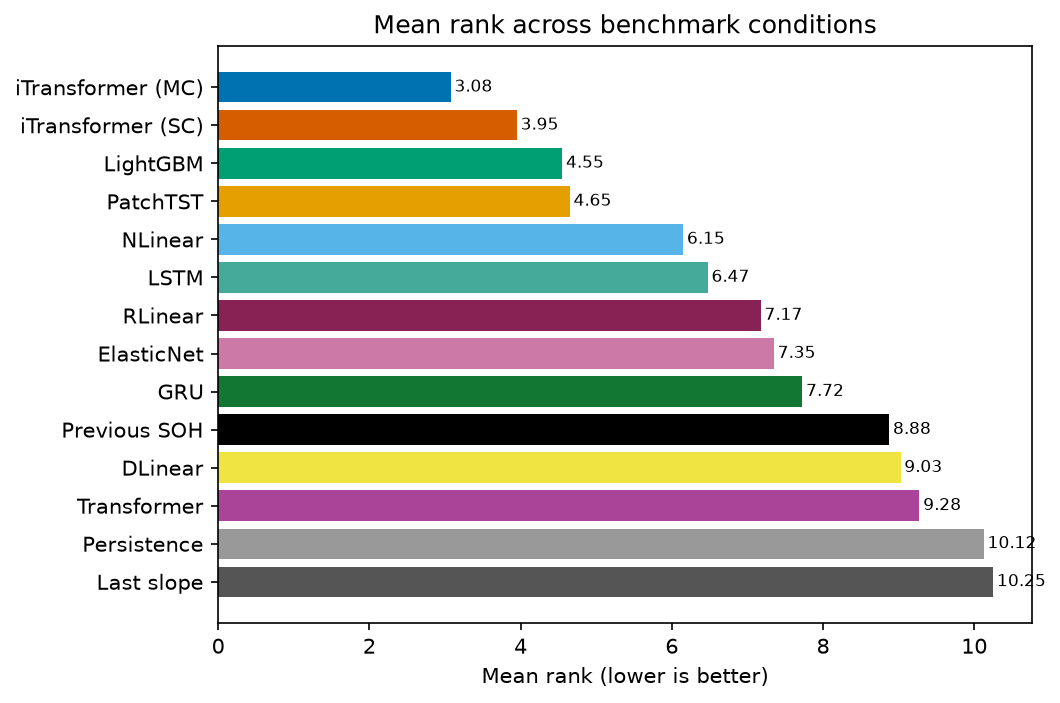 Mean rank across benchmark conditions
iTransformer (MC) 3.08
iTransformer (SC) 3.95
LightGBM 4.55
PatchTST 4.65
NLinear 6.15
LSTM 6.47
RLinear 7.17
ElasticNet 7.35
GRU 7.72
Previous SOH 8.88
DLinear 9.03
Transformer 9.28
Persistence 10.12
Last slope 10.25
0 2 4 6 8 10
Mean rank (lower is better)